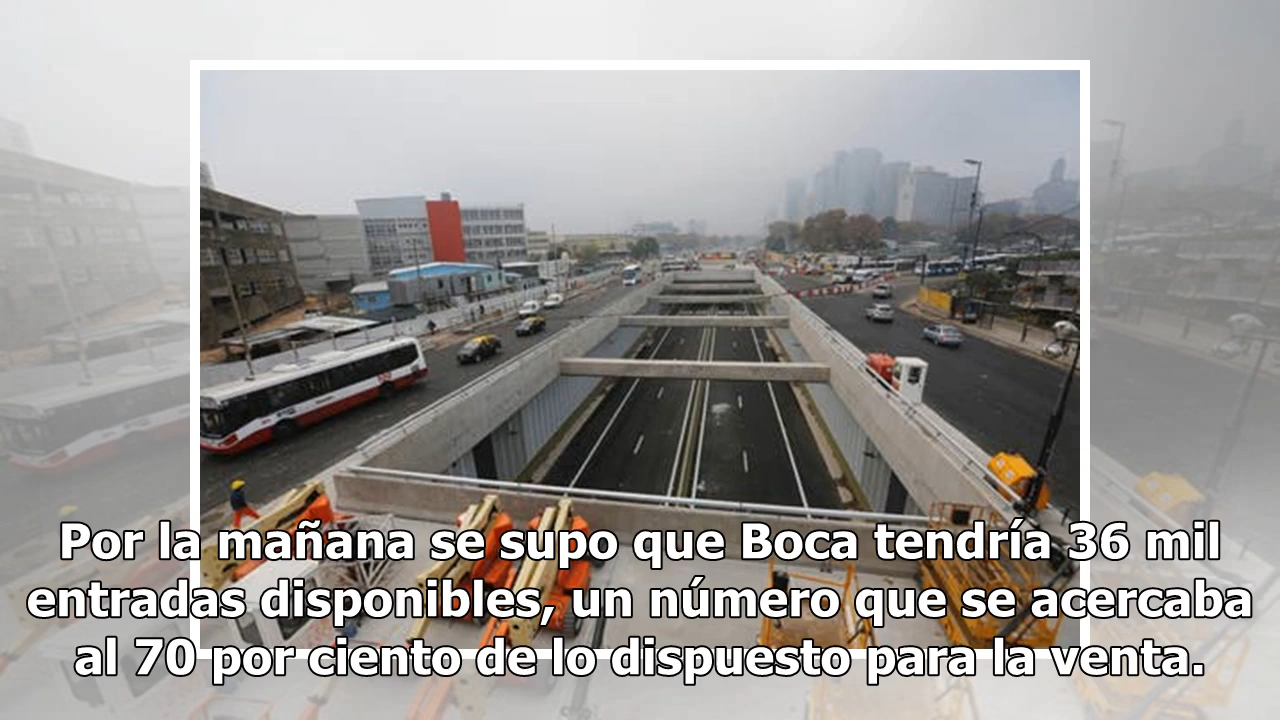 Por la mañana se supo que Boca tendría 36 mil
entradas disponibles, un número que se acercaba
al 70 por ciento de lo dispuesto para la venta.